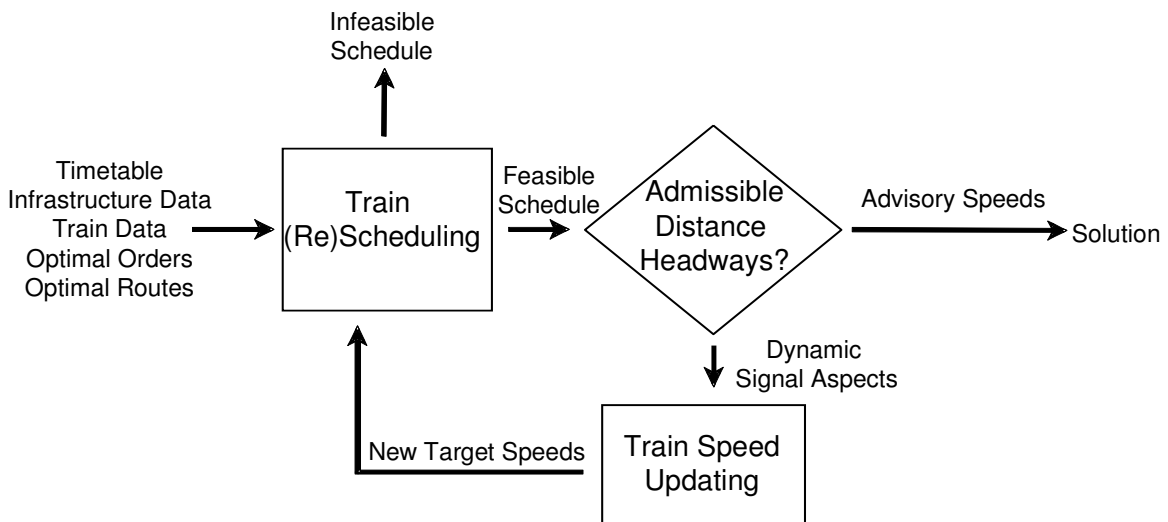 Infeasible
Schedule
Timetable
Infrastructure Data
Train Data
Optimal Orders
Optimal Routes
Train
(Re)Scheduling
Feasible
Schedule
Admissible
Distance
Headways?
Advisory Speeds
Solution
Dynamic
Signal Aspects
New Target Speeds
Train Speed
Updating